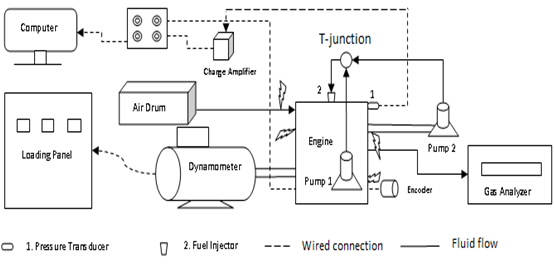 Computer
T-junction
Charge Amplifier
2
1
Air Drum
Engine
Pump 2
Loading Panel
Dynamometer
Pump 1
Encoder
Gas Analyzer
1. Pressure Transducer
2. Fuel Injector
Wired connection
Fluid flow